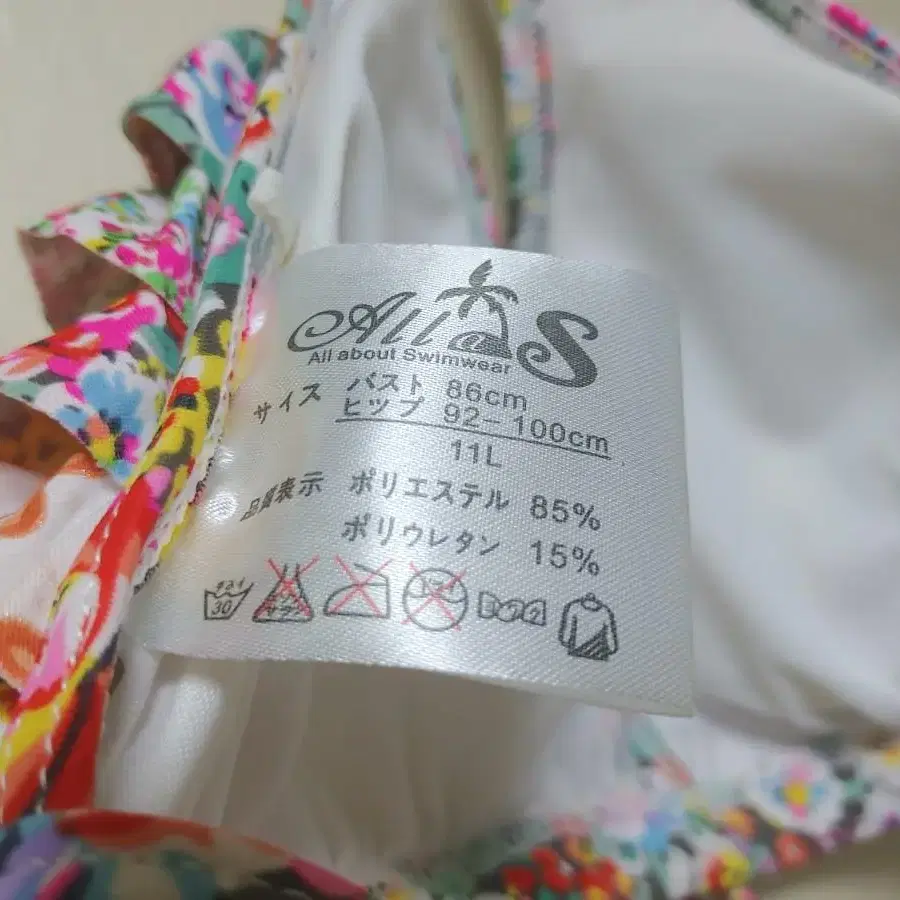 All a S
All about Swimwear
サイズ バスト 86cm
ヒップ 92-100cm
11L
品質表示 ポリエステル 85%
ポリウレタン 15%
30